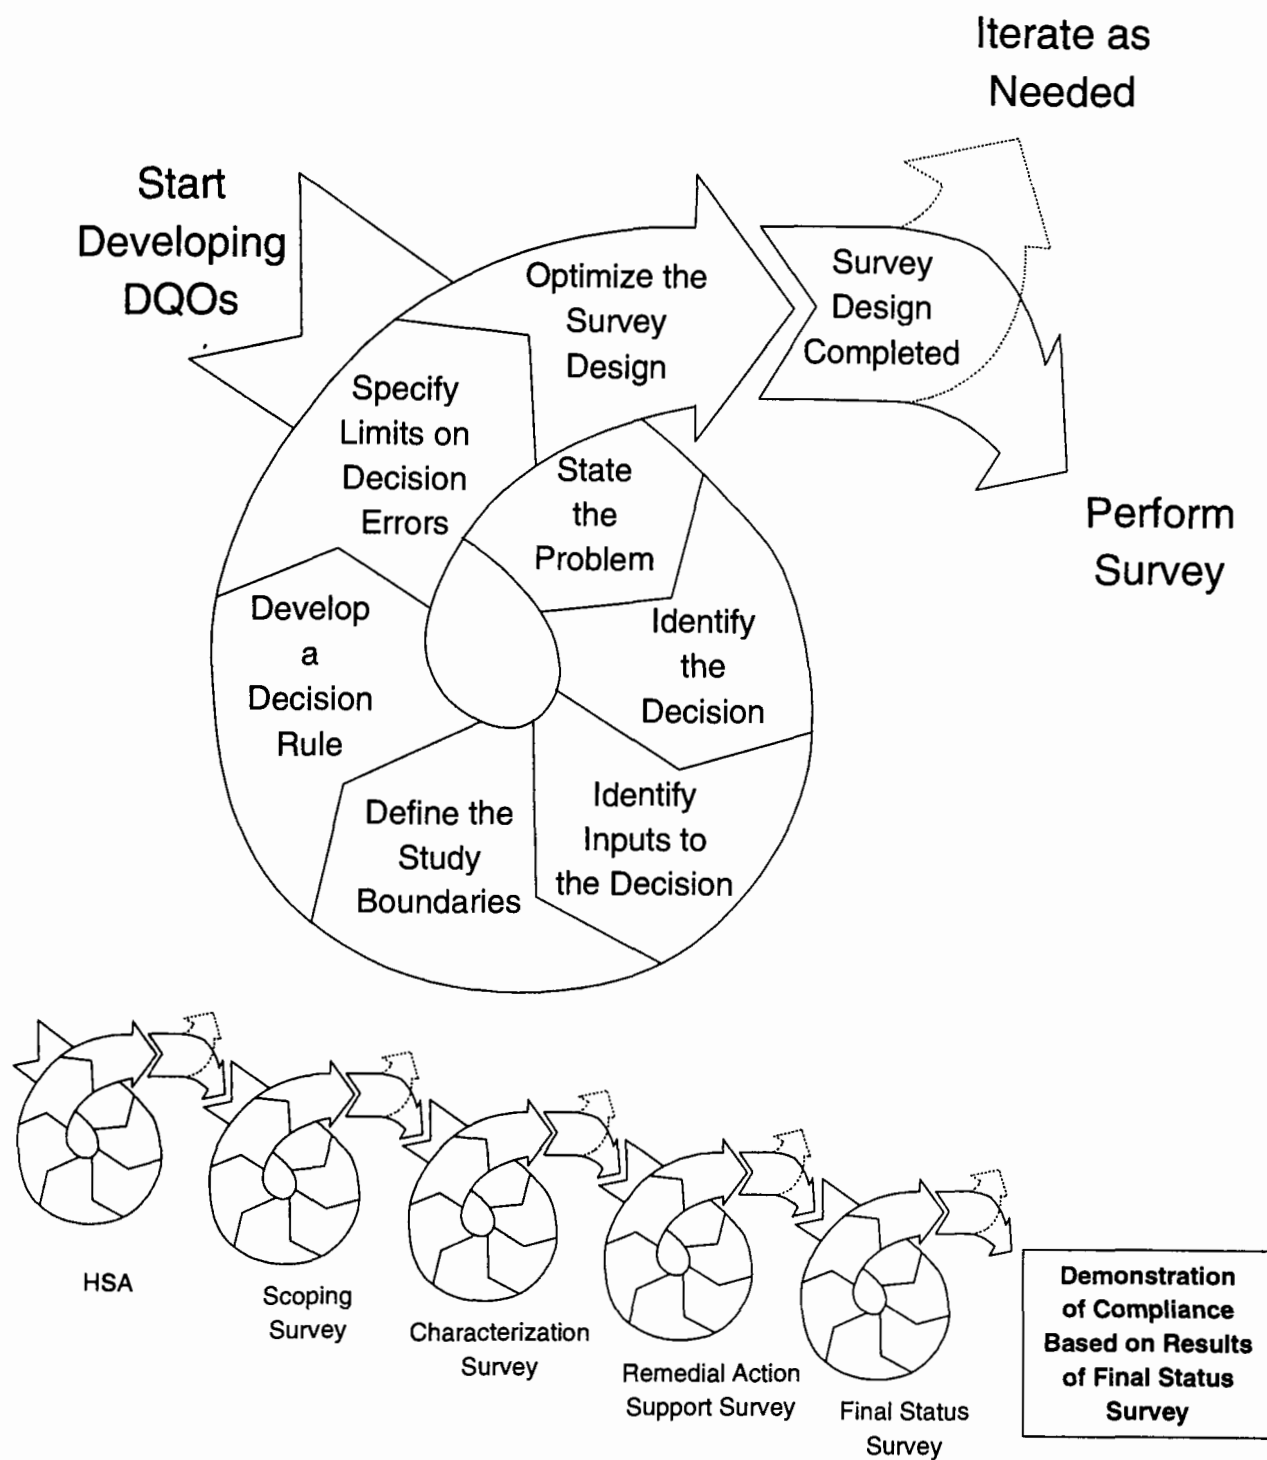 Iterate as
Needed
Start
Developing
DQOs
Optimize the
Survey
Design
Survey
Design
Completed
Specify
Limits on
Decision
Errors
State
the
Problem
Perform
Survey
Develop
a
Decision
Rule
Identify
the
Decision
Identify
Inputs to
the Decision
Define the
Study
Boundaries
HSA
Scoping
Survey
Characterization
Survey
Remedial Action
Support Survey
Final Status
Survey
Demonstration
of Compliance
Based on Results
of Final Status
Survey